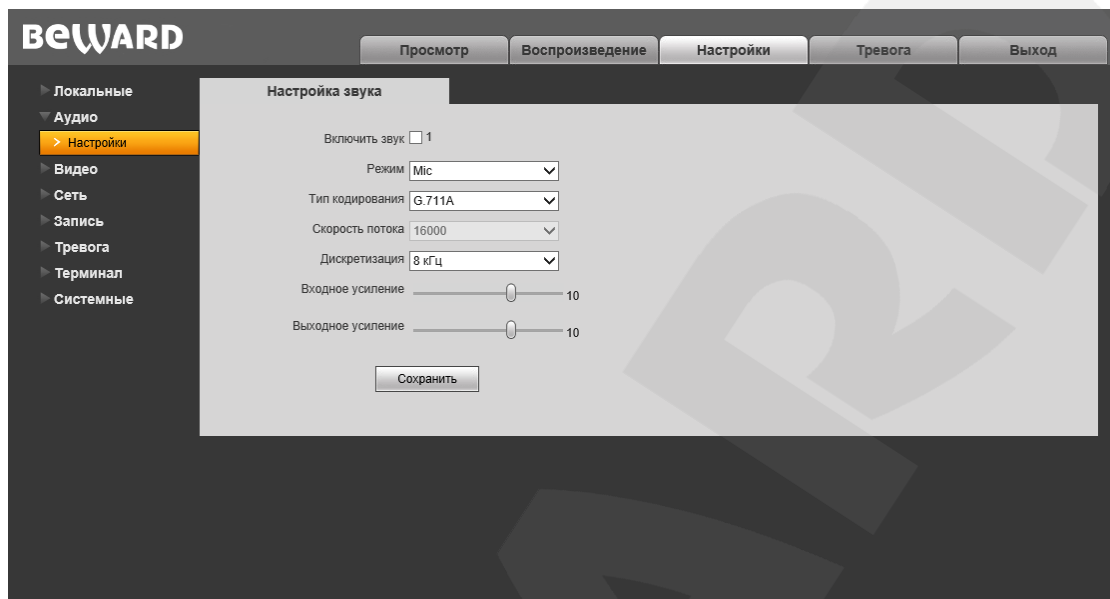 BEWARD
Просмотр Воспроизведение Настройки Тревога Выход
Локальные
Аудио
> Настройки
Видео
Сеть
Запись
Тревога
Терминал
Системные
Настройка звука
Включить звук 1
Режим Mic
Тип кодирования G.711A
Скорость потока 16000
Дискретизация 8 кГц
Входное усиление 10
Выходное усиление 10
Сохранить